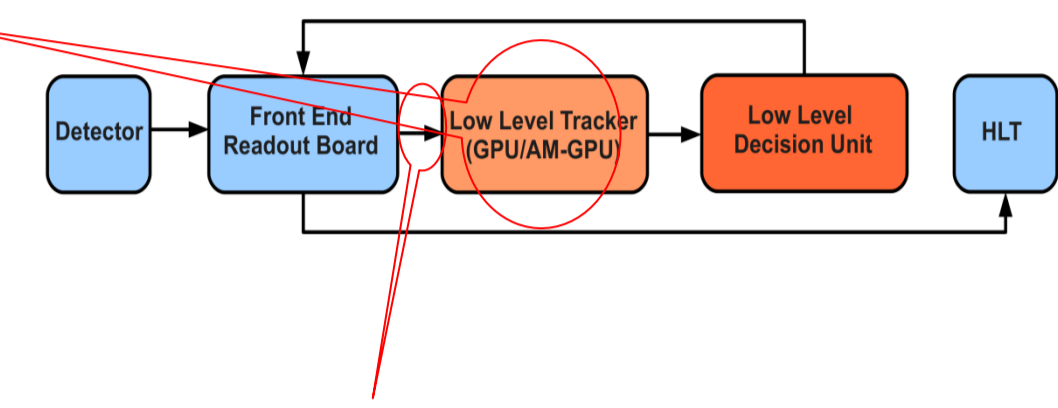 Detector
Front End
Readout Board
Low Level Tracker
(GPU/AM-GPU)
Low Level
Decision Unit
HLT